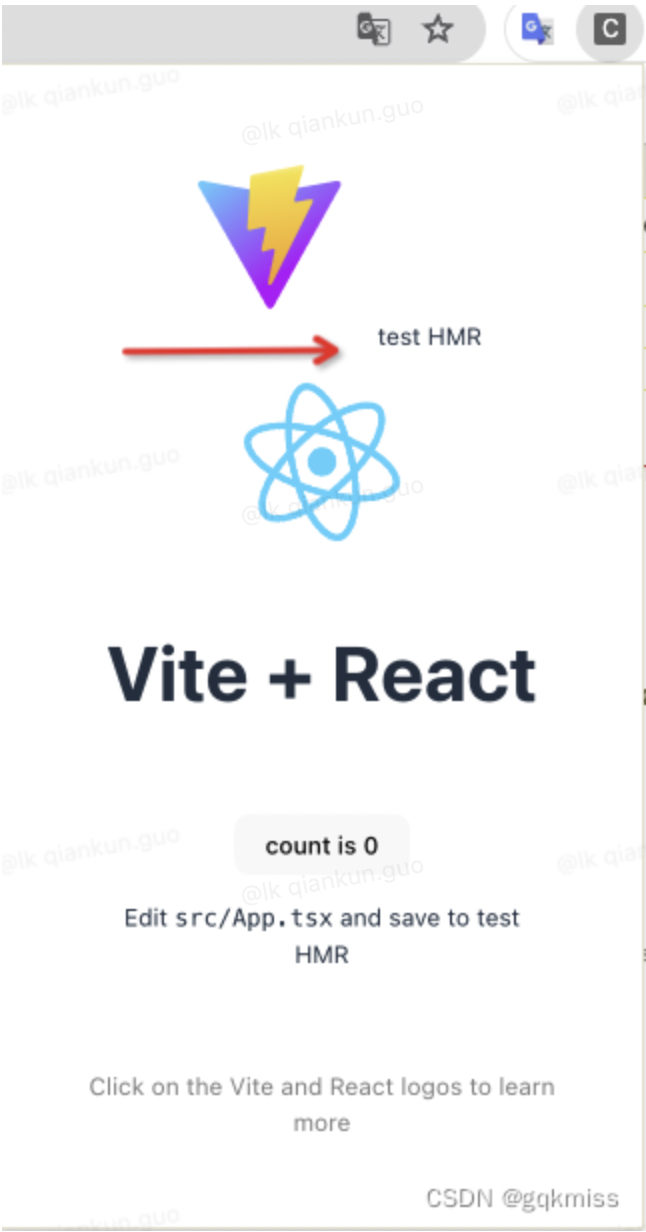 C
@lk qiankun.guo
@lk qiankun.guo
@lk qia
test HMR
@lk qiankun.guo
@lk qiankun.guo
@lk qia
Vite + React
count is 0
@lk qiankun.guo
@lk qiankun.guo
@lk qia
Edit src/App.tsx and save to test
HMR
Click on the Vite and React logos to learn
more
CSDN @gqkmiss